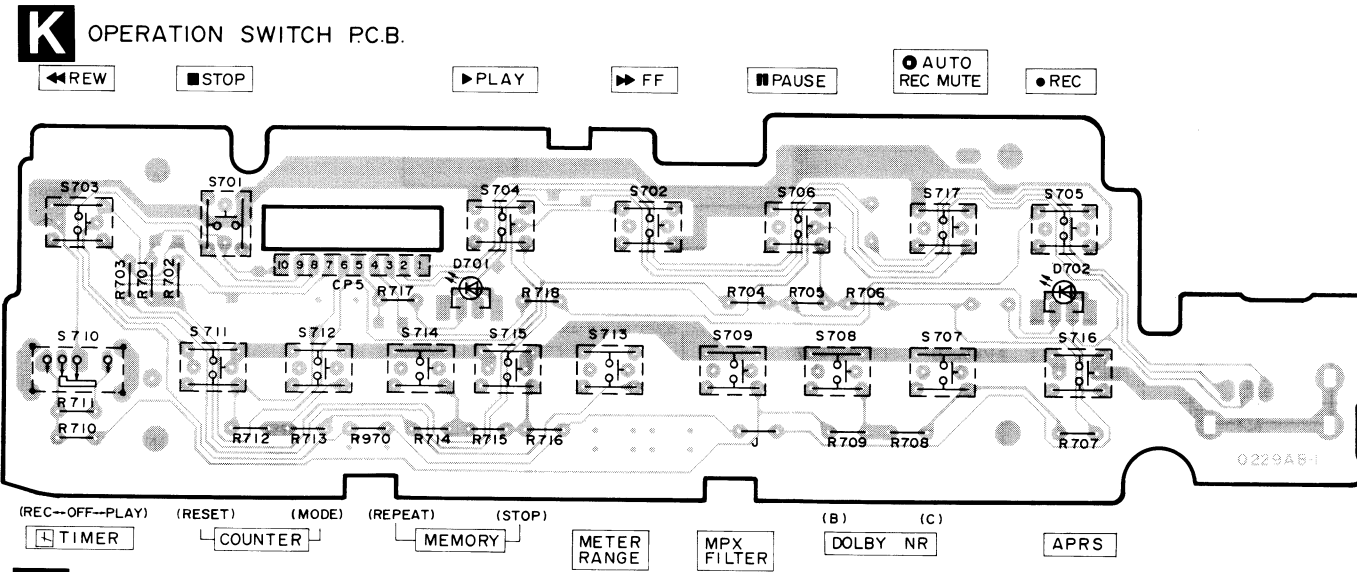 K OPERATION SWITCH P.C.B.
◀◀REW ■STOP ▶PLAY ▶▶FF ▮▮PAUSE AUTO REC MUTE ●REC
S703 S701 S704 S702 S706 S717 S705
10 9 8 7 6 5 4 3 2 1
CP5
D701 D702
R703 R701 R702 R717 R718 R704 R705 R706
S710 S711 S712 S714 S715 S713 S709 S708 S707 S716
R711
R710 R712 R713 R970 R714 R715 R716 J R709 R708 R707
0229AB-1
(REC↔OFF↔PLAY) (RESET) (MODE) (REPEAT) (STOP) (B) (C)
TIMER COUNTER MEMORY METER RANGE MPX FILTER DOLBY NR APRS